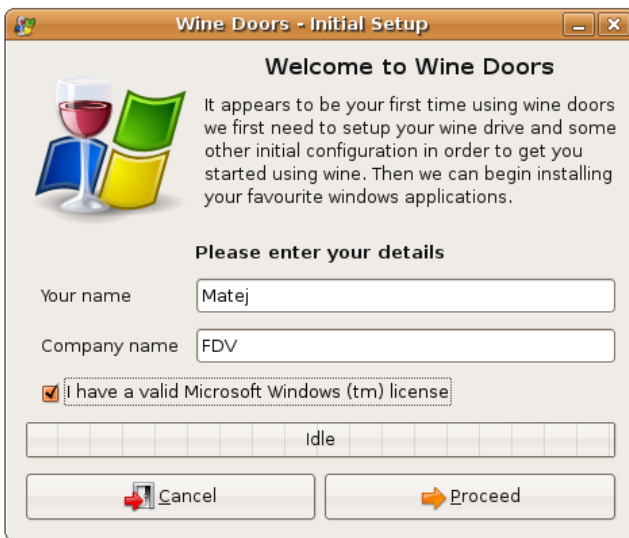 Wine Doors - Initial Setup
Welcome to Wine Doors
It appears to be your first time using wine doors
we first need to setup your wine drive and some
other initial configuration in order to get you
started using wine. Then we can begin installing
your favourite windows applications.
Please enter your details
Your name Matej
Company name FDV
I have a valid Microsoft Windows (tm) license
Idle
Cancel Proceed